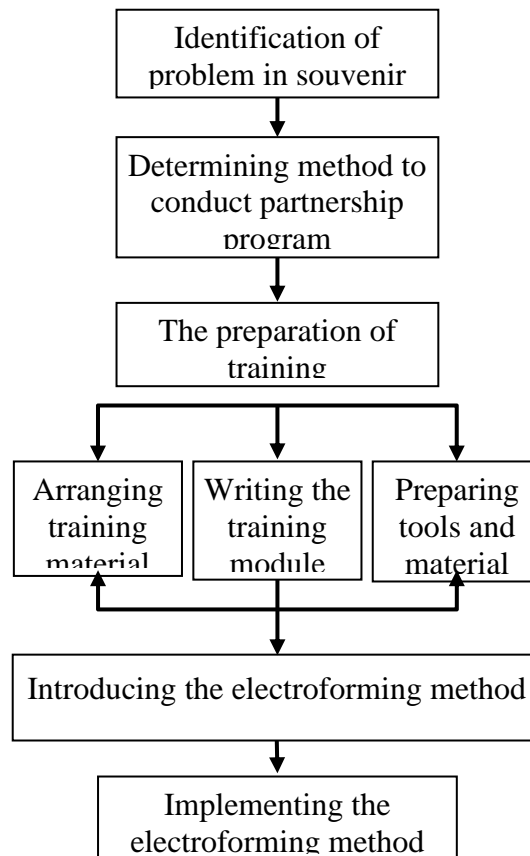 Identification of
problem in souvenir
Determining method to
conduct partnership
program
The preparation of
training
Arranging
training
material
Writing the
training
module
Preparing
tools and
material
Introducing the electroforming method
Implementing the
electroforming method